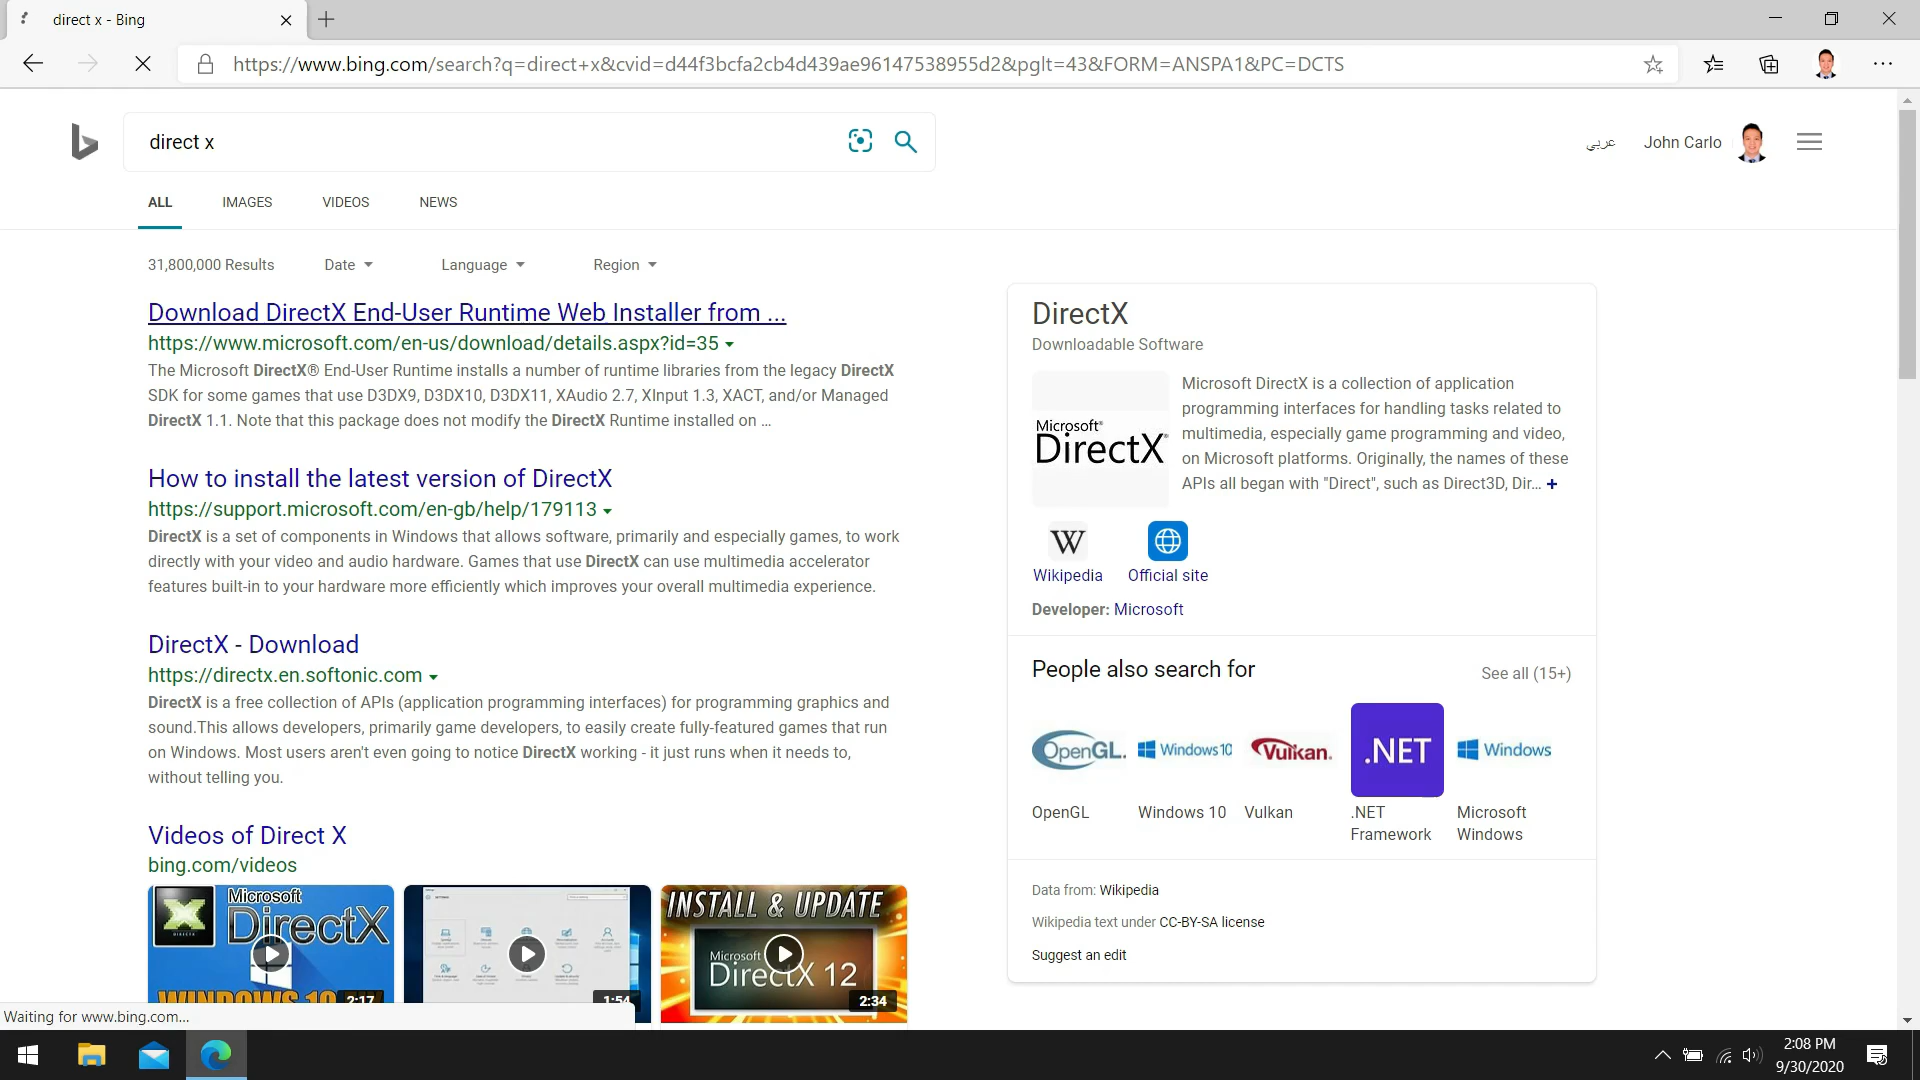 direct x - Bing
https://www.bing.com/search?q=direct+x&cvid=d44f3bcfa2cb4d439ae96147538955d2&pglt=43&FORM=ANSPA1&PC=DCTS
direct x
عربي
John Carlo
ALL
IMAGES
VIDEOS
NEWS
31,800,000 Results
Date
Language
Region
Download DirectX End-User Runtime Web Installer from ...
https://www.microsoft.com/en-us/download/details.aspx?id=35
The Microsoft DirectX® End-User Runtime installs a number of runtime libraries from the legacy DirectX
SDK for some games that use D3DX9, D3DX10, D3DX11, XAudio 2.7, XInput 1.3, XACT, and/or Managed
DirectX 1.1. Note that this package does not modify the DirectX Runtime installed on ...
How to install the latest version of DirectX
https://support.microsoft.com/en-gb/help/179113
DirectX is a set of components in Windows that allows software, primarily and especially games, to work
directly with your video and audio hardware. Games that use DirectX can use multimedia accelerator
features built-in to your hardware more efficiently which improves your overall multimedia experience.
DirectX - Download
https://directx.en.softonic.com
DirectX is a free collection of APIs (application programming interfaces) for programming graphics and
sound.This allows developers, primarily game developers, to easily create fully-featured games that run
on Windows. Most users aren't even going to notice DirectX working - it just runs when it needs to,
without telling you.
Videos of Direct X
bing.com/videos
Microsoft
DirectX
WINDOWS 10
2:17
1:54
INSTALL & UPDATE
Microsoft
DirectX 12
2:34
DirectX
Downloadable Software
Microsoft®
DirectX®
Microsoft DirectX is a collection of application
programming interfaces for handling tasks related to
multimedia, especially game programming and video,
on Microsoft platforms. Originally, the names of these
APIs all began with "Direct", such as Direct3D, Dir... +
W
Wikipedia
Official site
Developer: Microsoft
People also search for
See all (15+)
OpenGL.
Windows 10
Vulkan.
.NET
Windows
OpenGL
Windows 10
Vulkan
.NET
Framework
Microsoft
Windows
Data from: Wikipedia
Wikipedia text under CC-BY-SA license
Suggest an edit
Waiting for www.bing.com...
2:08 PM
9/30/2020